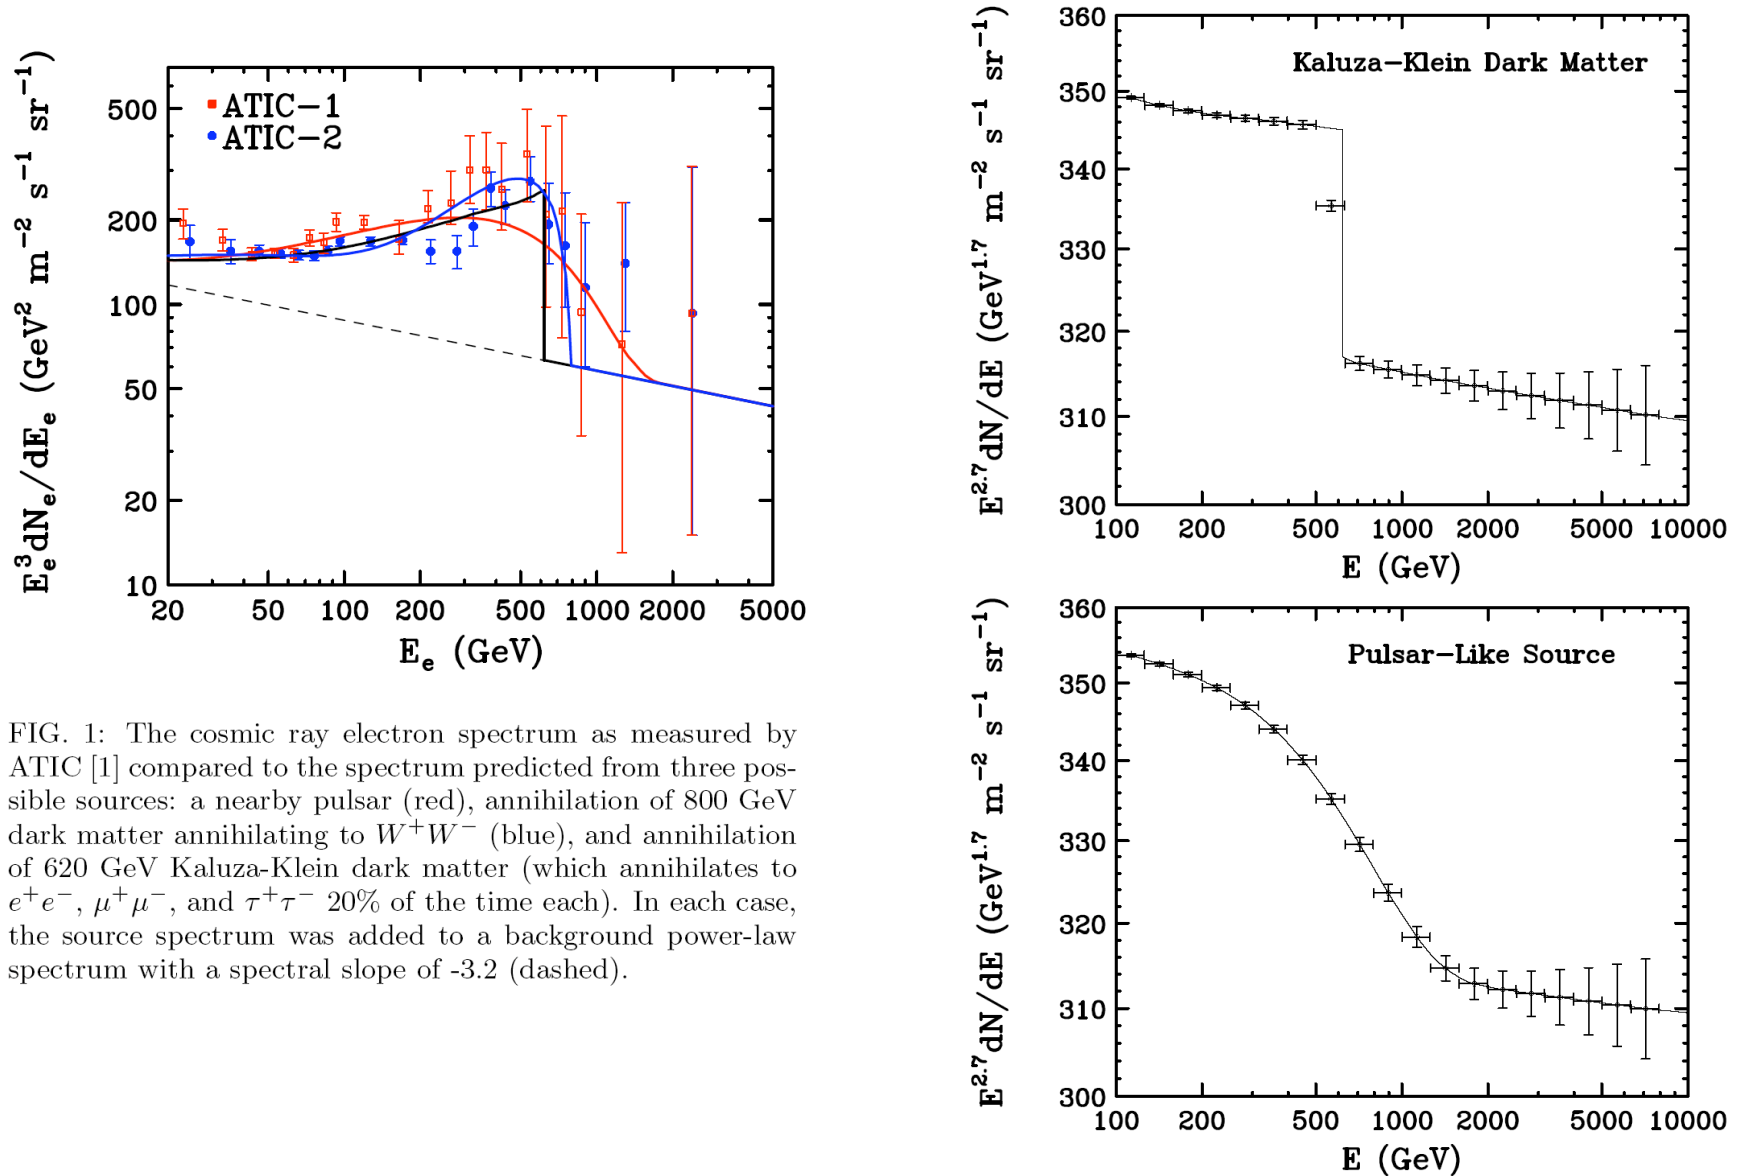 E_e^3 dN_e/dE_e (GeV^2 m^-2 s^-1 sr^-1)
500
200
100
50
20
10
ATIC-1
ATIC-2
20 50 100 200 500 1000 2000 5000
E_e (GeV)
FIG. 1: The cosmic ray electron spectrum as measured by
ATIC [1] compared to the spectrum predicted from three pos-
sible sources: a nearby pulsar (red), annihilation of 800 GeV
dark matter annihilating to W^+W^- (blue), and annihilation
of 620 GeV Kaluza-Klein dark matter (which annihilates to
e^+e^-, μ^+μ^-, and τ^+τ^- 20% of the time each). In each case,
the source spectrum was added to a background power-law
spectrum with a spectral slope of -3.2 (dashed).
E^2.7 dN/dE (GeV^1.7 m^-2 s^-1 sr^-1)
360
350
340
330
320
310
300
Kaluza-Klein Dark Matter
100 200 500 1000 2000 5000 10000
E (GeV)
E^2.7 dN/dE (GeV^1.7 m^-2 s^-1 sr^-1)
360
350
340
330
320
310
300
Pulsar-Like Source
100 200 500 1000 2000 5000 10000
E (GeV)